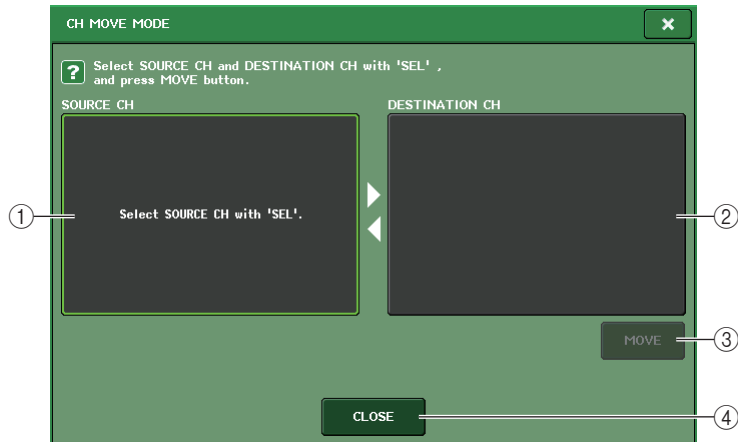 CH MOVE MODE
×
? Select SOURCE CH and DESTINATION CH with 'SEL' ,
and press MOVE button.
SOURCE CH
DESTINATION CH
① Select SOURCE CH with 'SEL'. ②
MOVE ③
CLOSE ④